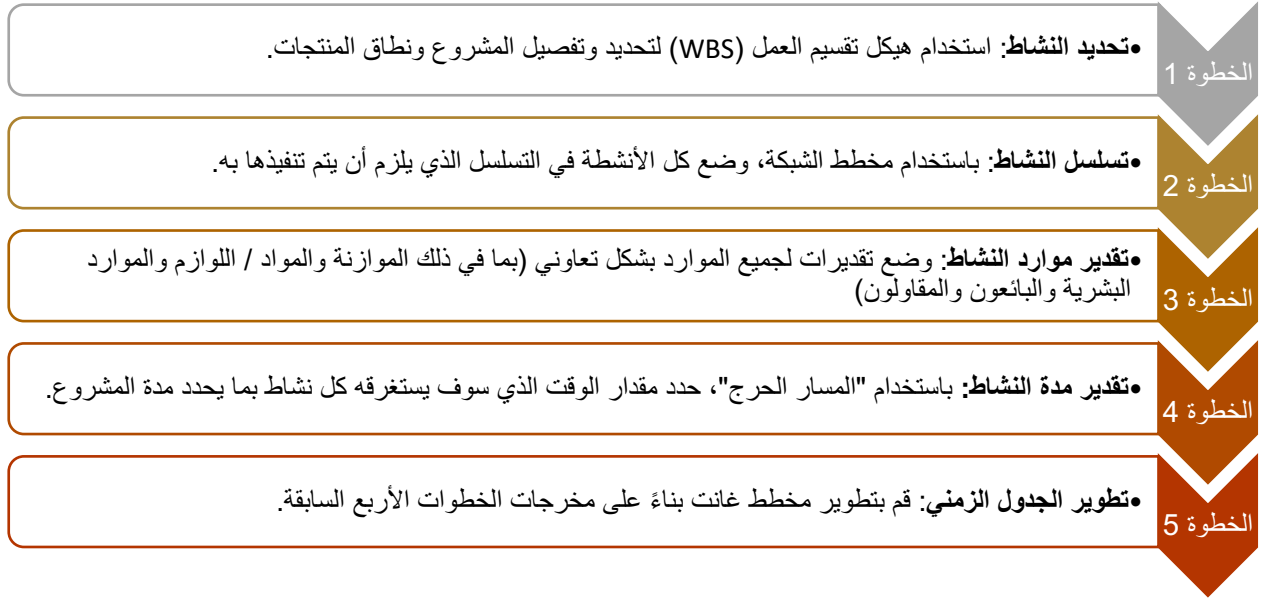 الخطوة 1
•تحديد النشاط: استخدام هيكل تقسيم العمل (WBS) لتحديد وتفصيل المشروع ونطاق المنتجات.
الخطوة 2
•تسلسل النشاط: باستخدام مخطط الشبكة، وضع كل الأنشطة في التسلسل الذي يلزم أن يتم تنفيذها به.
الخطوة 3
•تقدير موارد النشاط: وضع تقديرات لجميع الموارد بشكل تعاوني (بما في ذلك الموازنة والمواد / اللوازم والموارد
البشرية والبائعون والمقاولون)
الخطوة 4
•تقدير مدة النشاط: باستخدام "المسار الحرج"، حدد مقدار الوقت الذي سوف يستغرقه كل نشاط بما يحدد مدة المشروع.
الخطوة 5
•تطوير الجدول الزمني: قم بتطوير مخطط غانت بناءً على مخرجات الخطوات الأربع السابقة.